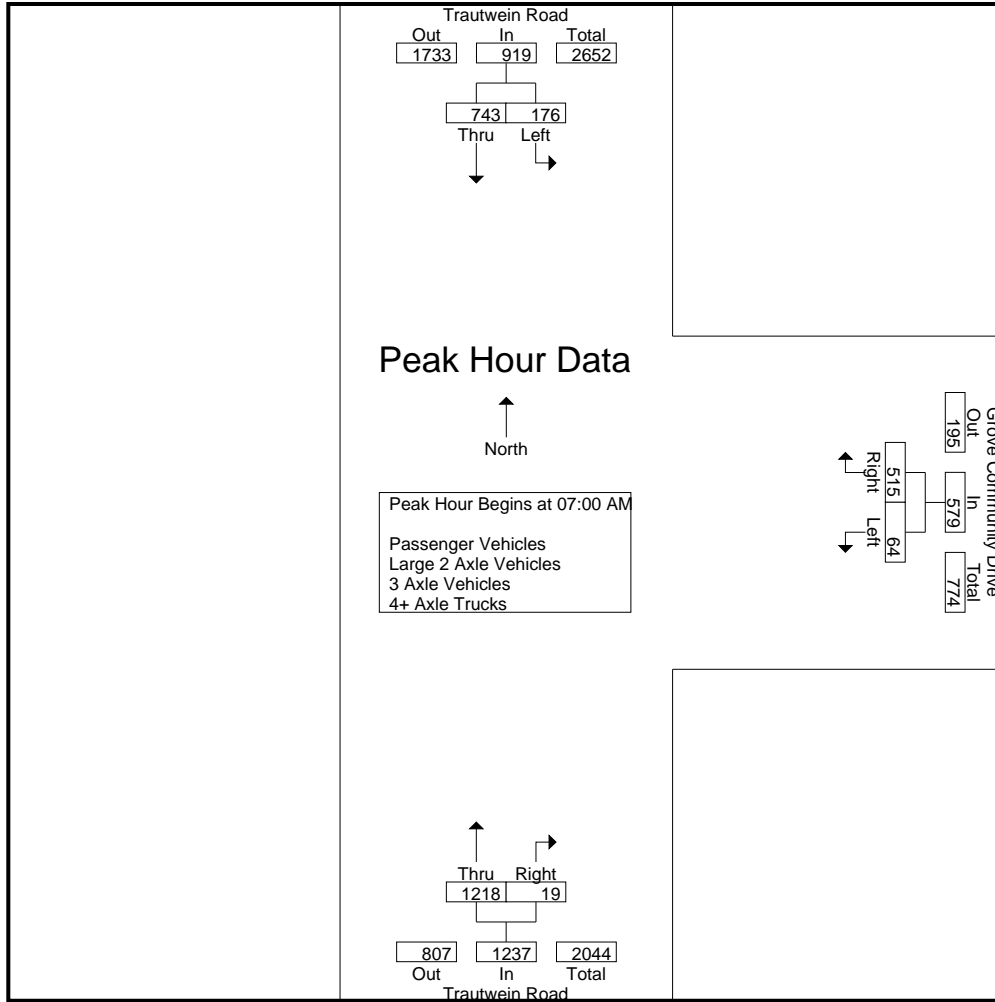 Trautwein Road
Out In Total
1733 919 2652
743 176
Thru Left
Peak Hour Data
North
Peak Hour Begins at 07:00 AM
Passenger Vehicles
Large 2 Axle Vehicles
3 Axle Vehicles
4+ Axle Trucks
Grove Community Drive
Out In Total
195 579 774
515 64
Right Left
Thru Right
1218 19
807 1237 2044
Out In Total
Trautwein Road